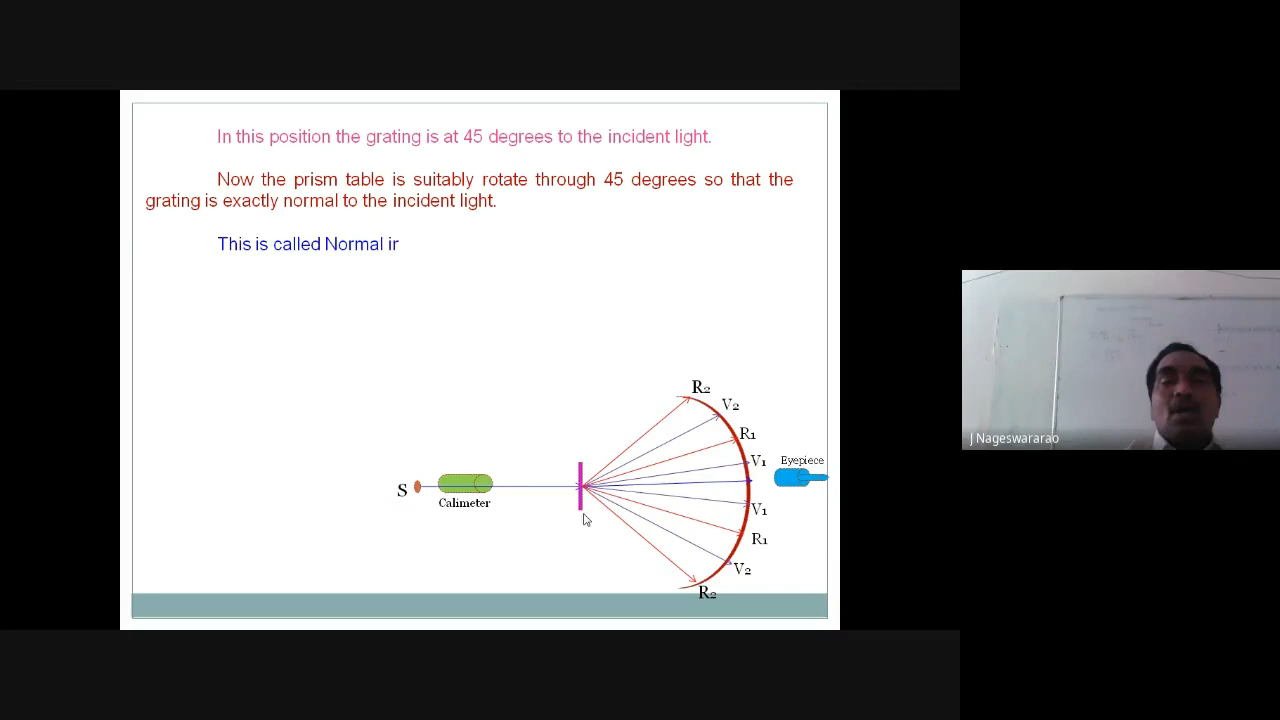 In this position the grating is at 45 degrees to the incident light.
Now the prism table is suitably rotate through 45 degrees so that the
grating is exactly normal to the incident light.
This is called Normal ir
R2
V2
R1
V1
Eyepiece
S
Calimeter
V1
R1
V2
R2
J Nageswararao